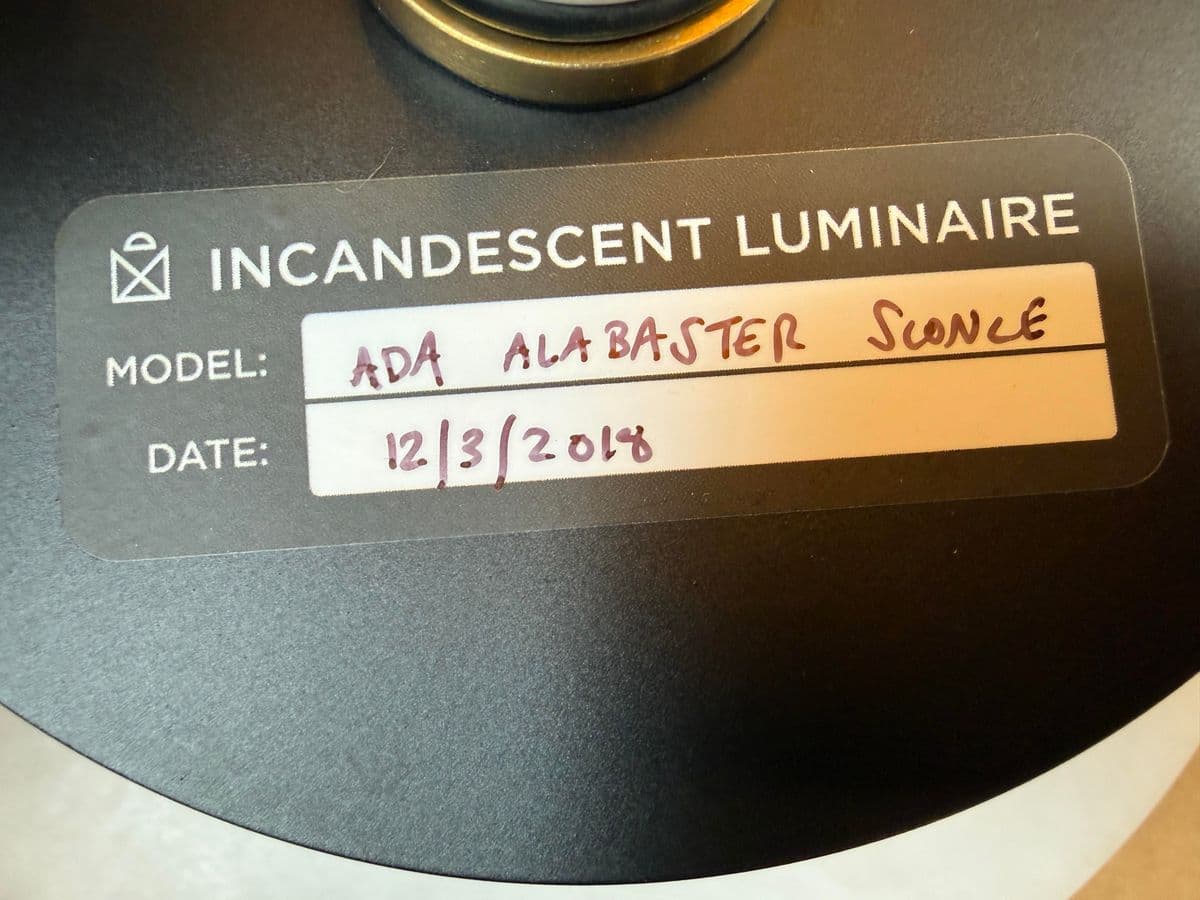 INCANDESCENT LUMINAIRE
MODEL: ADA ALABASTER SCONCE
DATE: 12/3/2018